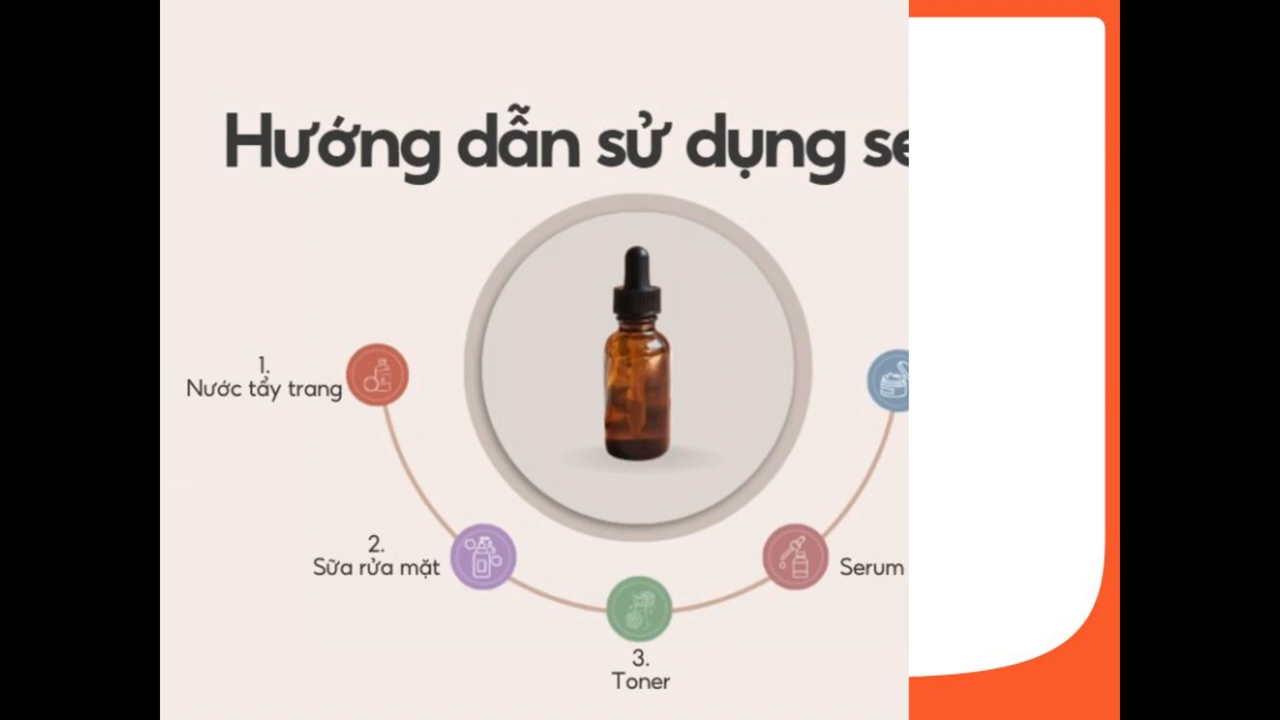 Hướng dẫn sử dụng se
1.
Nước tẩy trang
2.
Sữa rửa mặt
3.
Toner
Serum